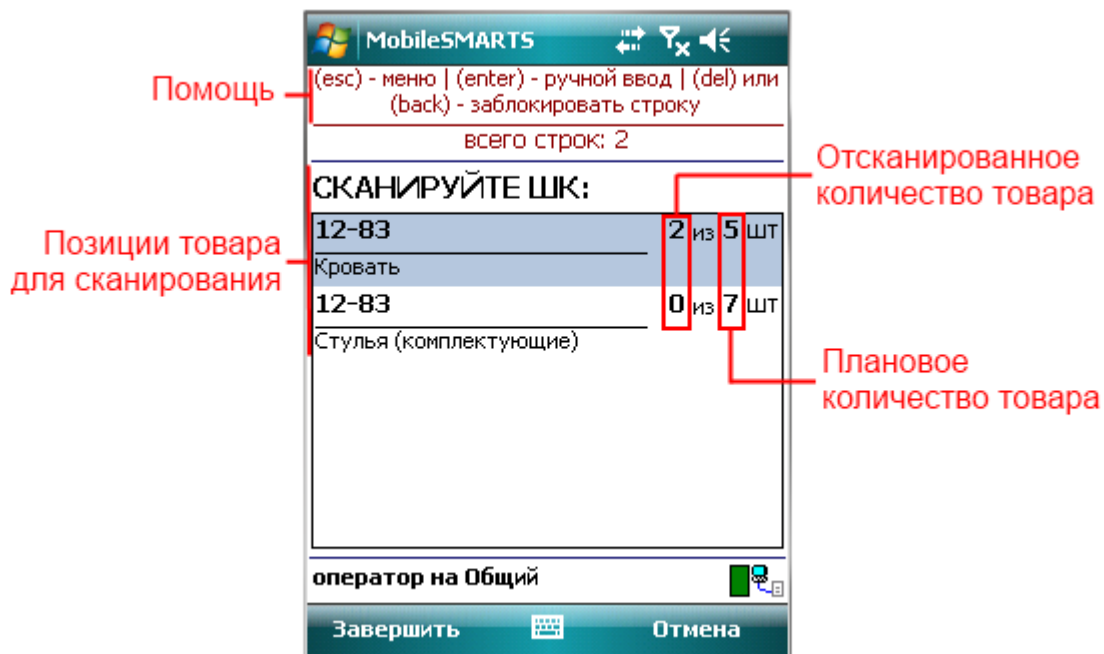 MobileSMARTS
Помощь
(esc) - меню | (enter) - ручной ввод | (del) или
(back) - заблокировать строку
всего строк: 2
Отсканированное
количество товара
СКАНИРУЙТЕ ШК:
Позиции товара
для сканирования
12-83 2 из 5 шт
Кровать
12-83 0 из 7 шт
Стулья (комплектующие)
Плановое
количество товара
оператор на Общий
Завершить Отмена